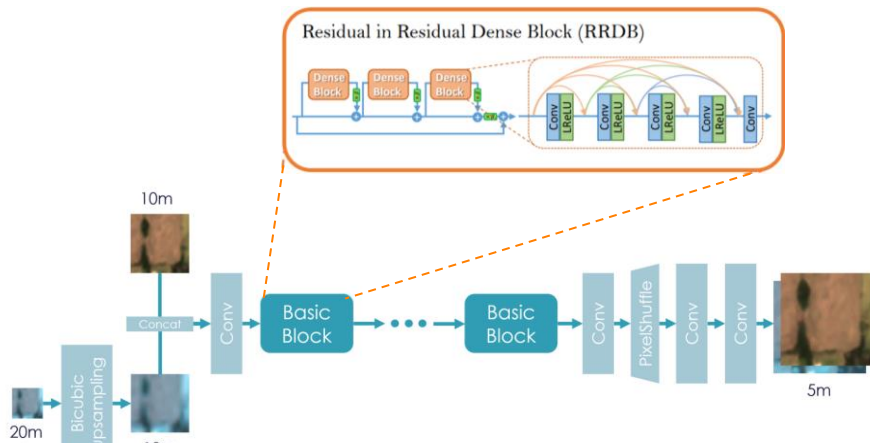 Residual in Residual Dense Block (RRDB)
Dense
Block
Dense
Block
Dense
Block
Conv
LReLU
Conv
LReLU
Conv
LReLU
Conv
LReLU
Conv
10m
Concat
Conv
Basic
Block
Basic
Block
Conv
PixelShuffle
Conv
Conv
5m
Bicubic
Upsampling
20m